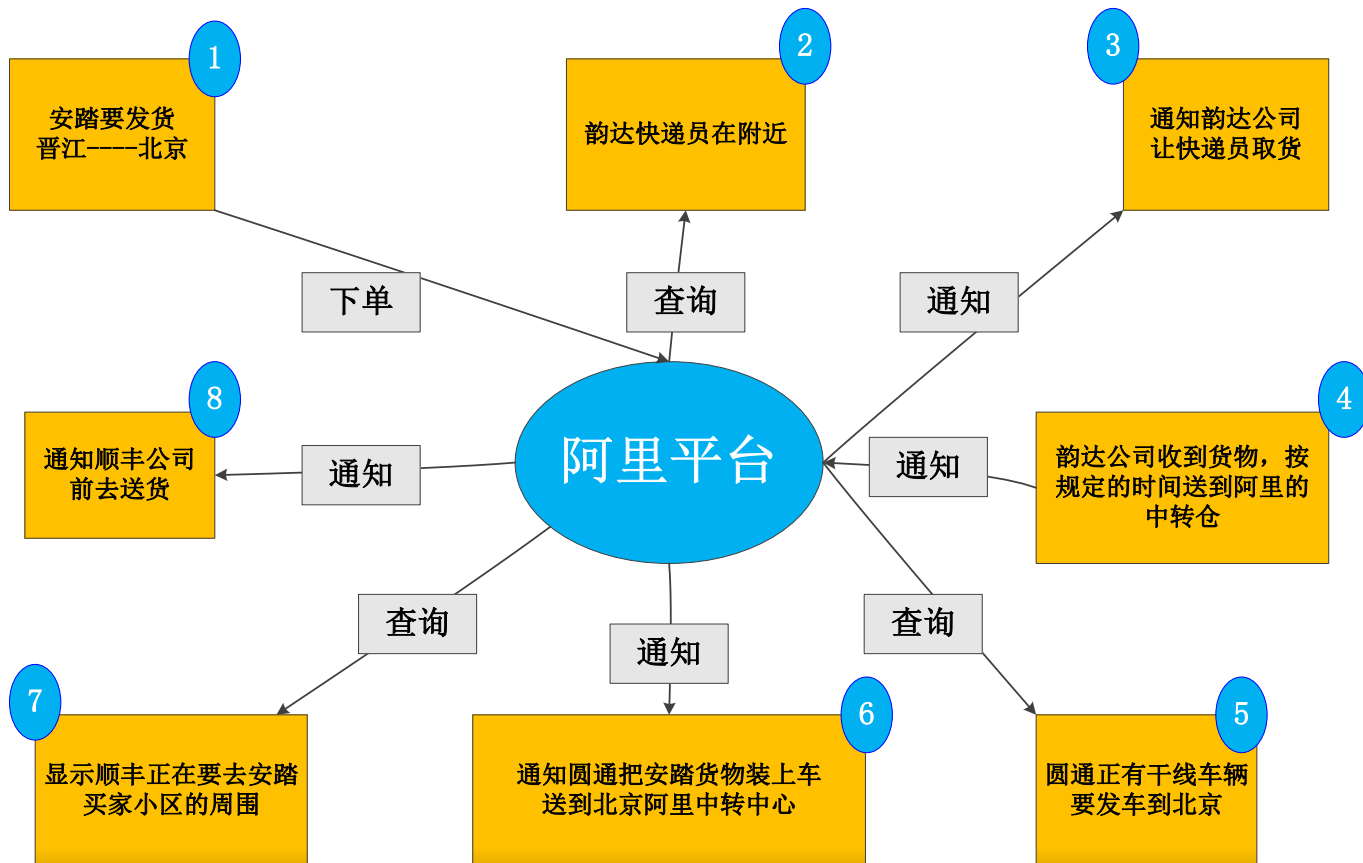 1
安踏要发货
晋江----北京
2
韵达快递员在附近
3
通知韵达公司
让快递员取货
下单
查询
通知
8
通知顺丰公司
前去送货
通知
阿里平台
通知
4
韵达公司收到货物，按
规定的时间送到阿里的
中转仓
查询
通知
查询
7
显示顺丰正在要去安踏
买家小区的周围
6
通知圆通把安踏货物装上车
送到北京阿里中转中心
5
圆通正有干线车辆
要发车到北京